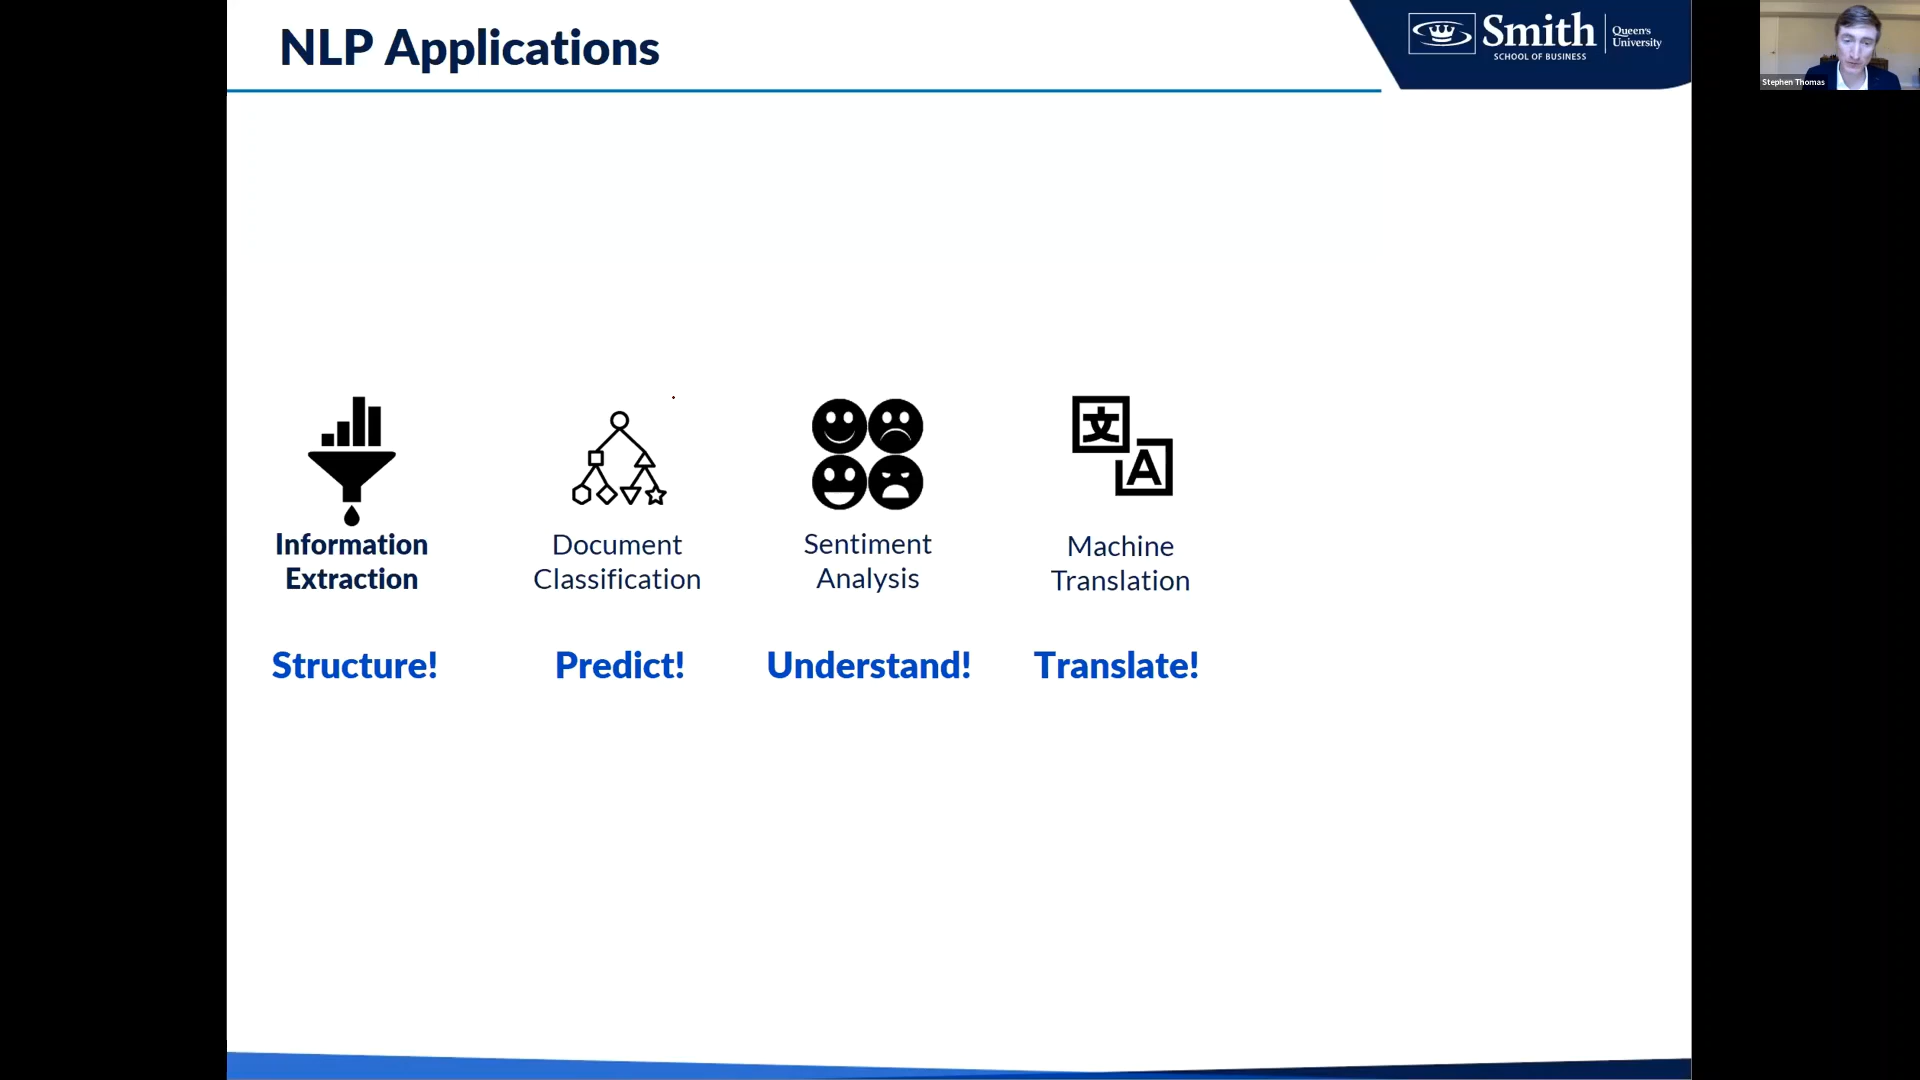 NLP Applications
Smith
SCHOOL OF BUSINESS
Queen's
University
Stephen Thomas
文
A
Information
Extraction
Document
Classification
Sentiment
Analysis
Machine
Translation
Structure!
Predict!
Understand!
Translate!